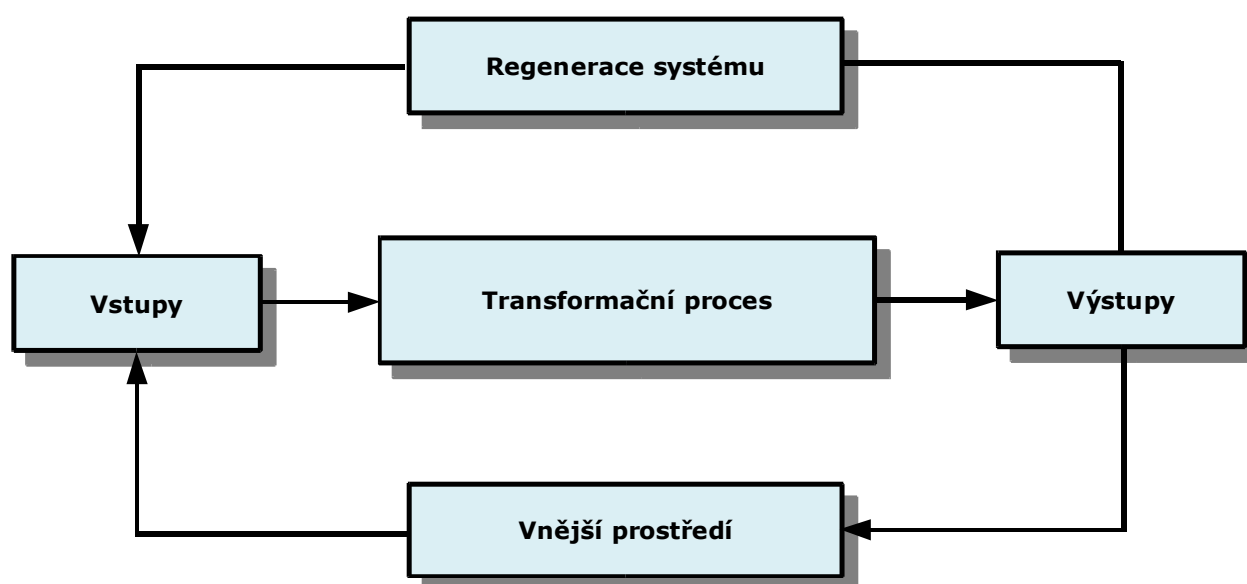 Regenerace systému
Vstupy
Transformační proces
Výstupy
Vnější prostředí